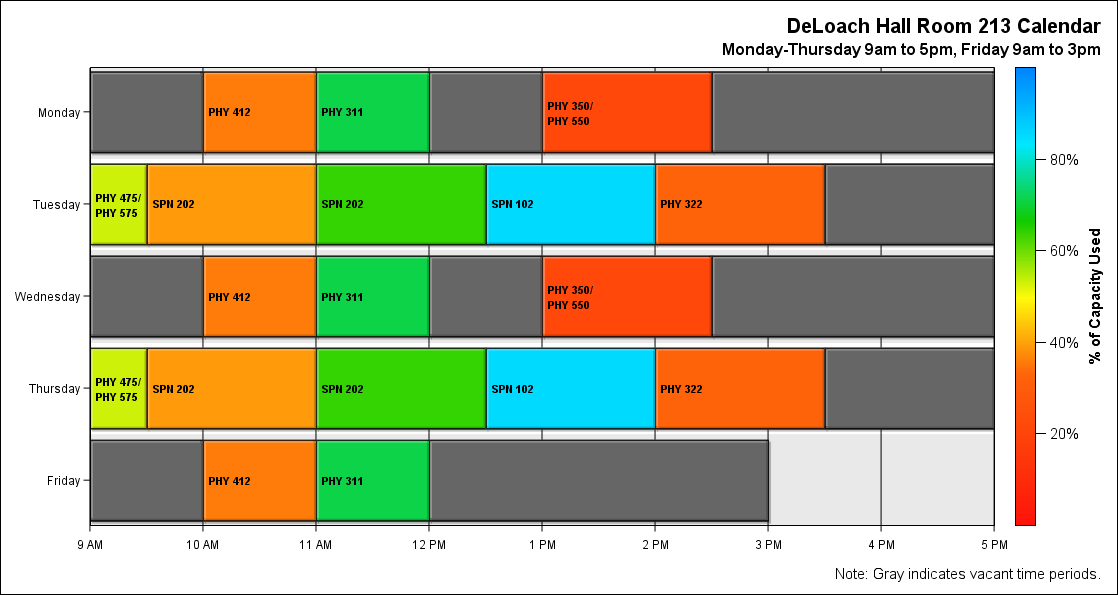 DeLoach Hall Room 213 Calendar
Monday-Thursday 9am to 5pm, Friday 9am to 3pm
Monday
PHY 412
PHY 311
PHY 350/
PHY 550
Tuesday
PHY 475/
PHY 575
SPN 202
SPN 202
SPN 102
PHY 322
Wednesday
PHY 412
PHY 311
PHY 350/
PHY 550
Thursday
PHY 475/
PHY 575
SPN 202
SPN 202
SPN 102
PHY 322
Friday
PHY 412
PHY 311
9 AM
10 AM
11 AM
12 PM
1 PM
2 PM
3 PM
4 PM
5 PM
80%
60%
40%
20%
% of Capacity Used
Note: Gray indicates vacant time periods.